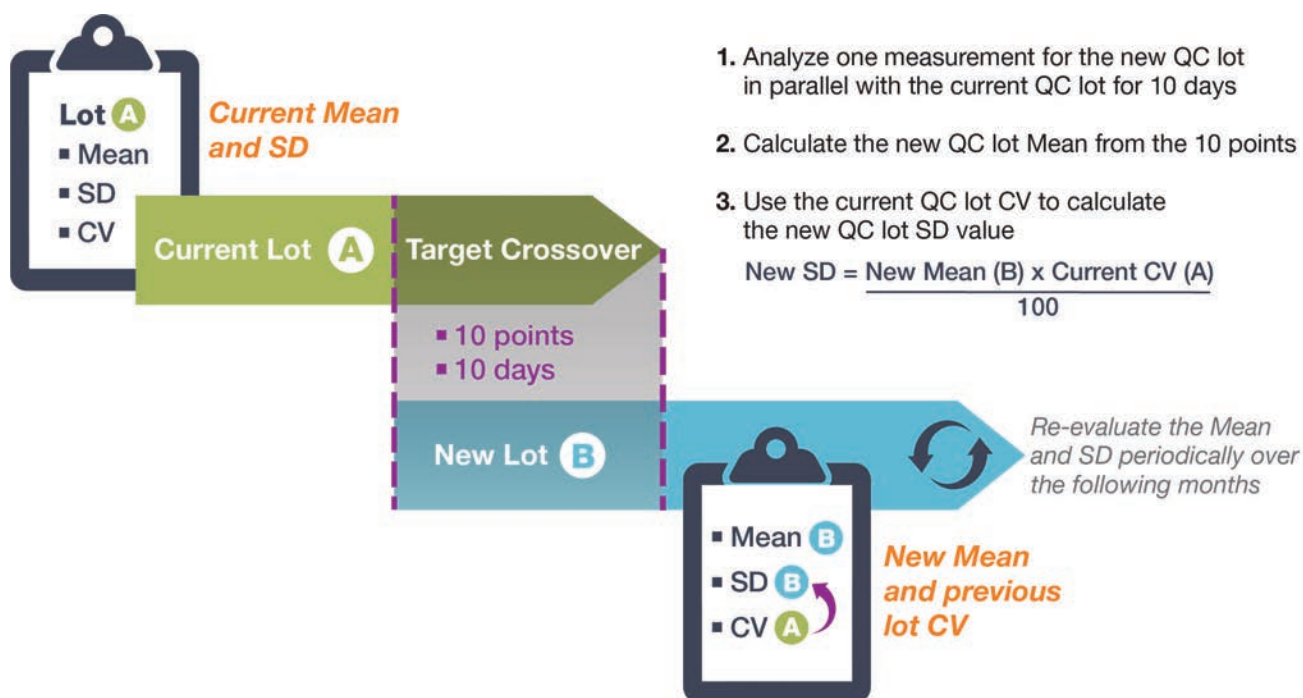 Lot A
▪ Mean
▪ SD
▪ CV
Current Mean
and SD
Current Lot A
Target Crossover
▪ 10 points
▪ 10 days
New Lot B
1. Analyze one measurement for the new QC lot
in parallel with the current QC lot for 10 days
2. Calculate the new QC lot Mean from the 10 points
3. Use the current QC lot CV to calculate
the new QC lot SD value
New SD = New Mean (B) x Current CV (A)
100
Re-evaluate the Mean
and SD periodically over
the following months
▪ Mean B
▪ SD B
▪ CV A
New Mean
and previous
lot CV